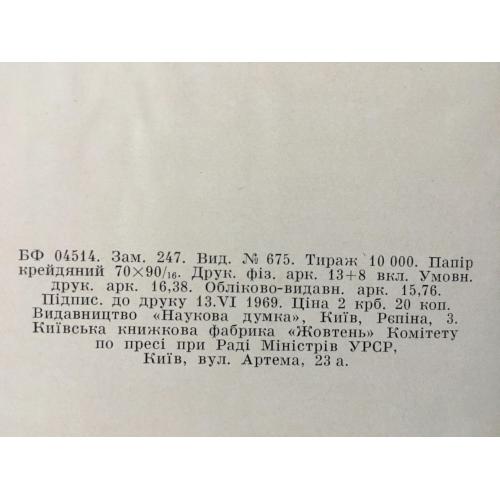 БФ 04514. Зам. 247. Вид. № 675. Тираж 10 000. Папір
крейдяний 70×90/16. Друк. фіз. арк. 13+8 вкл. Умовн.
друк. арк. 16,38. Обліково-видавн. арк. 15,76.
Підпис. до друку 13.VI 1969. Ціна 2 крб. 20 коп.
Видавництво «Наукова думка», Київ, Рєпіна, 3.
Київська книжкова фабрика «Жовтень» Комітету
по пресі при Раді Міністрів УРСР,
Київ, вул. Артема, 23 а.